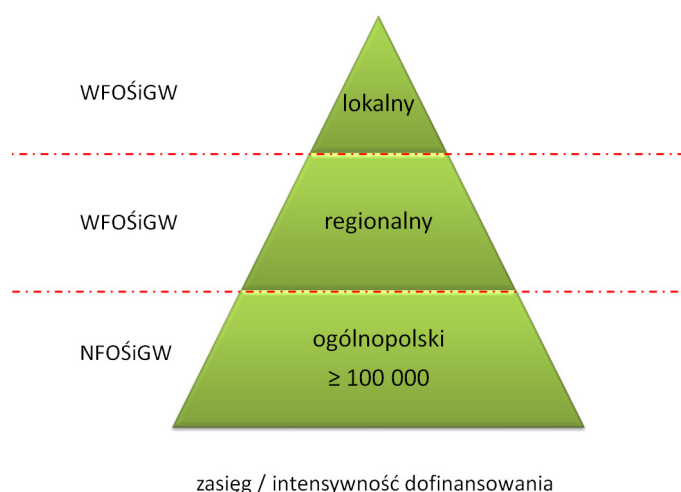 WFOŚiGW
lokalny
WFOŚiGW
regionalny
NFOŚiGW
ogólnopolski
≥ 100 000
zasięg / intensywność dofinansowania